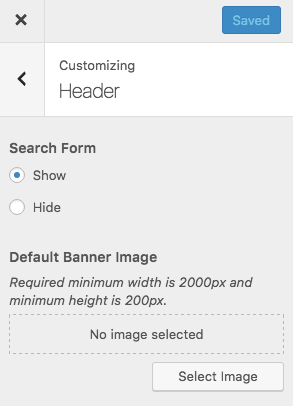 Saved
Customizing
Header
Search Form
Show
Hide
Default Banner Image
Required minimum width is 2000px and
minimum height is 200px.
No image selected
Select Image